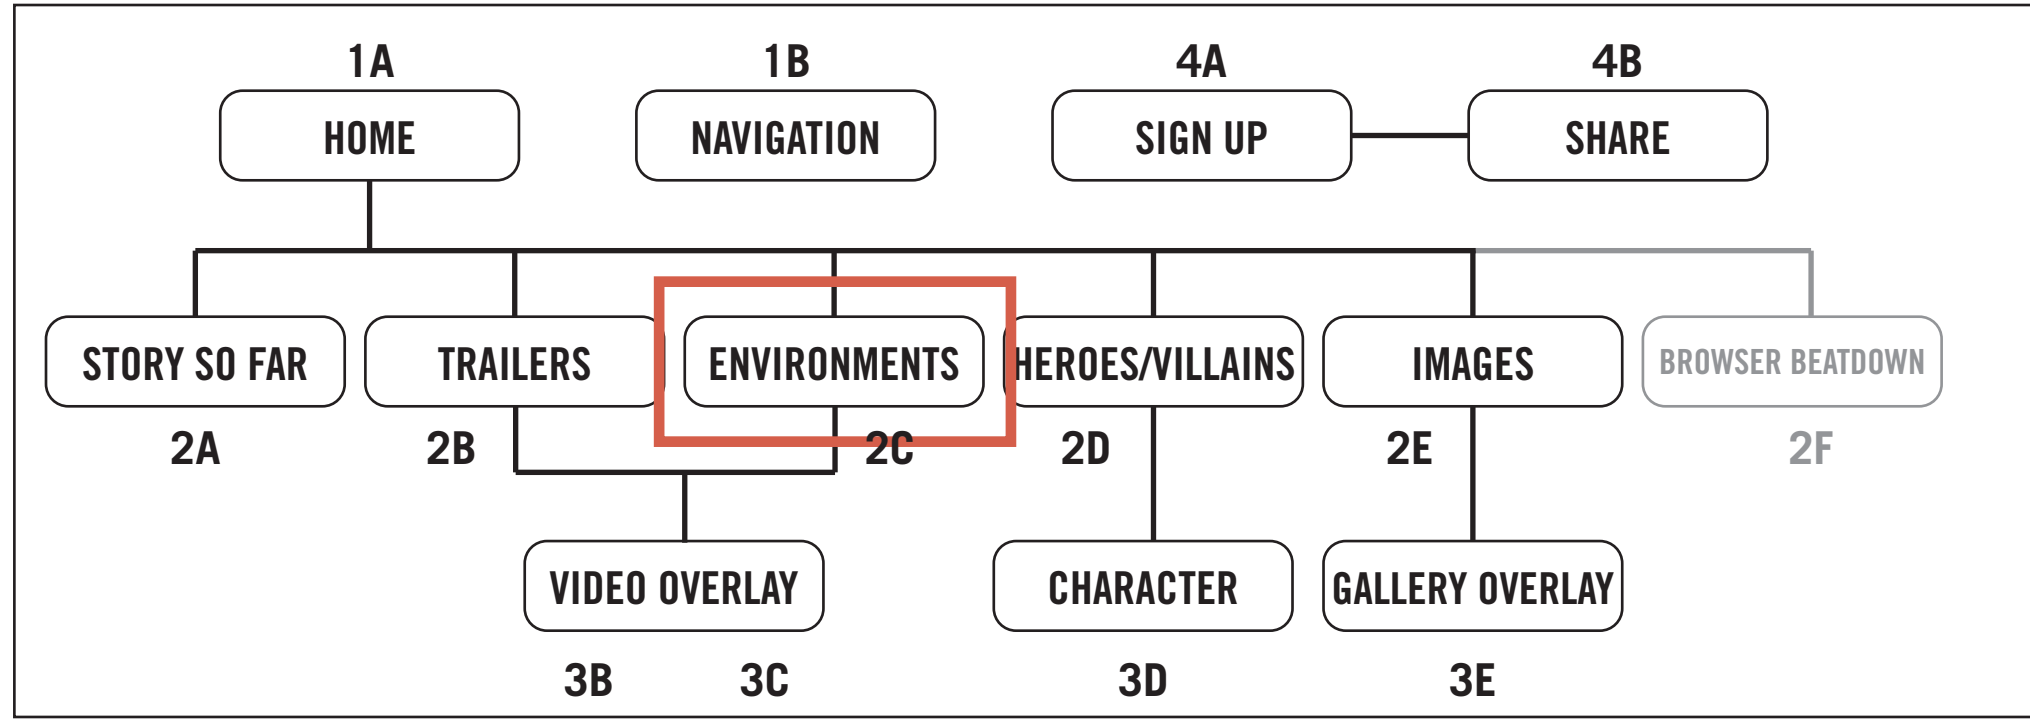 1A 1B 4A 4B
HOME NAVIGATION SIGN UP SHARE
STORY SO FAR TRAILERS ENVIRONMENTS HEROES/VILLAINS IMAGES BROWSER BEATDOWN
2A 2B 2C 2D 2E 2F
VIDEO OVERLAY CHARACTER GALLERY OVERLAY
3B 3C 3D 3E